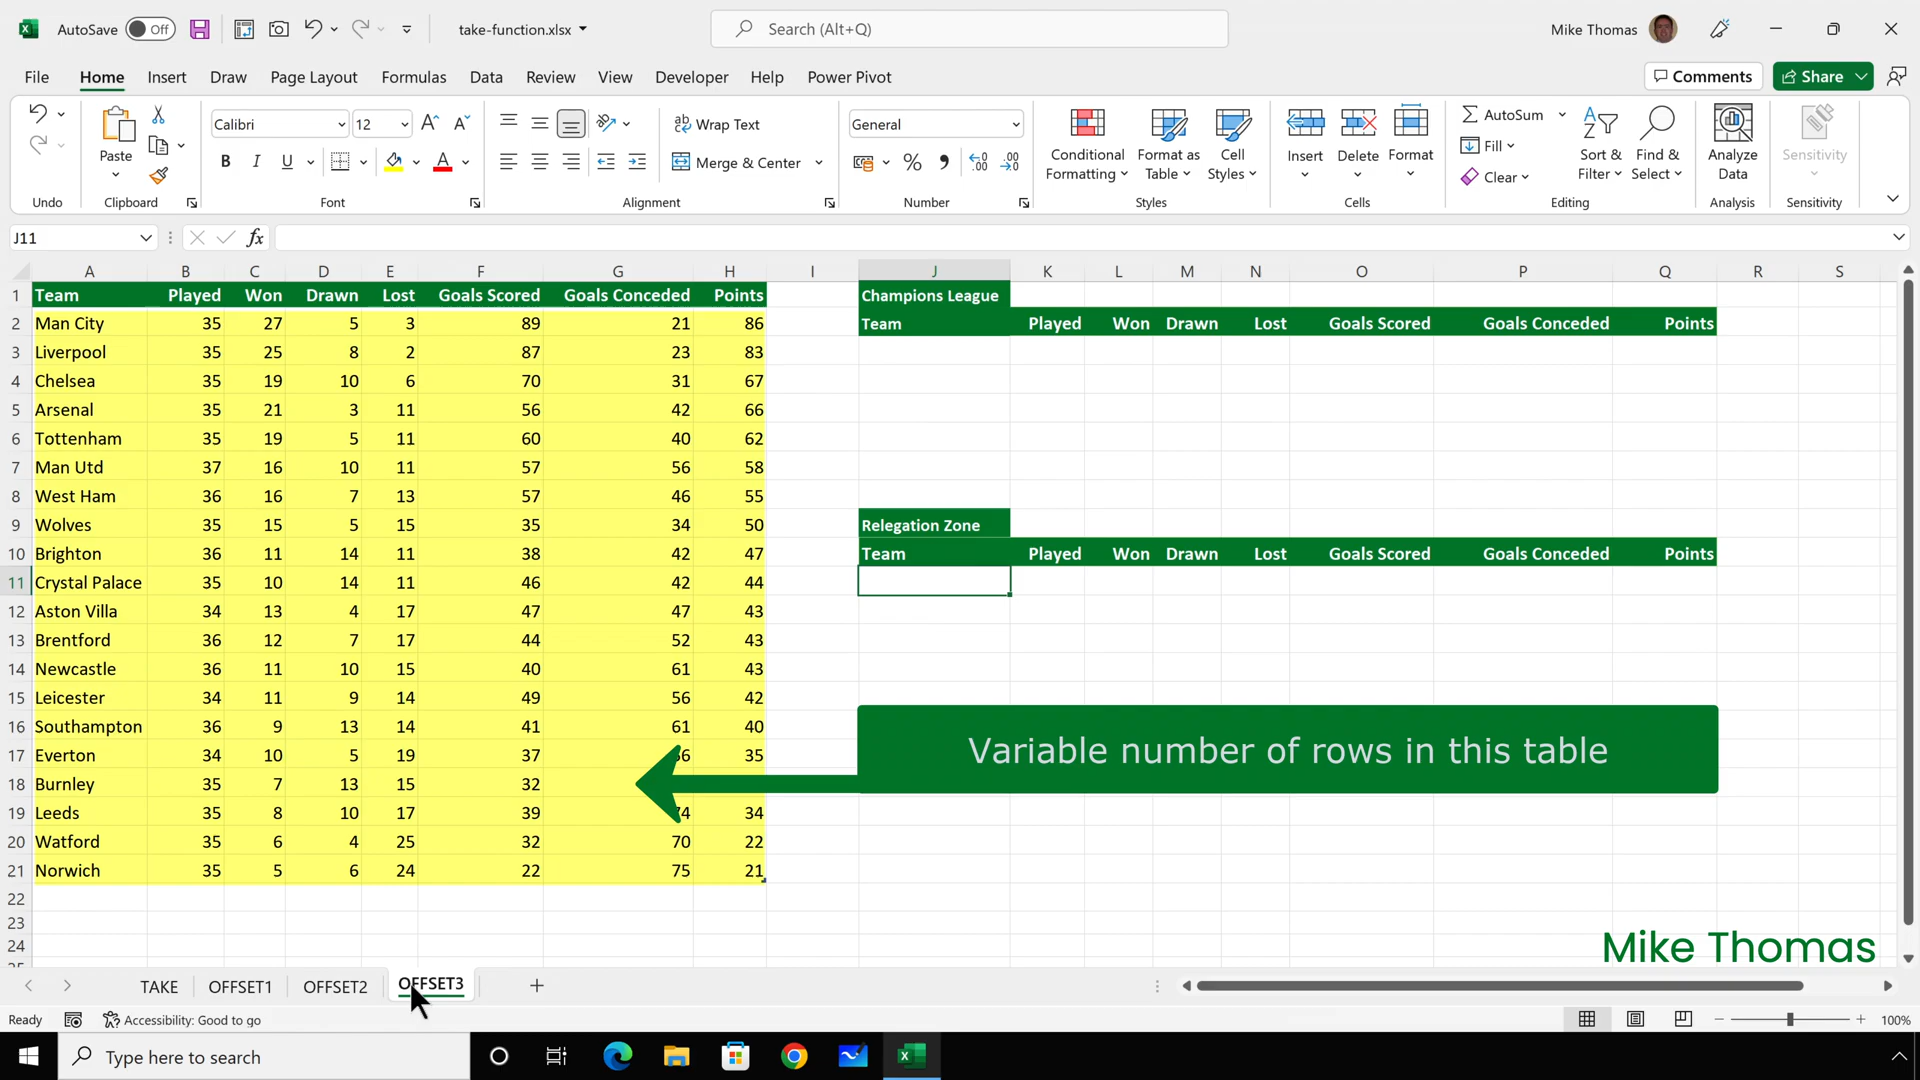 AutoSave Off take-function.xlsx Search (Alt+Q) Mike Thomas
File Home Insert Draw Page Layout Formulas Data Review View Developer Help Power Pivot Comments Share
Paste Calibri 12 Wrap Text General Conditional Formatting Format as Table Cell Styles Insert Delete Format AutoSum Sort & Filter Find & Select Analyze Data Sensitivity
B I U A Merge & Center % Fill
Clear
Undo Clipboard Font Alignment Number Styles Cells Editing Analysis Sensitivity
J11 fx
A B C D E F G H I J K L M N O P Q R S
1 Team Played Won Drawn Lost Goals Scored Goals Conceded Points Champions League
2 Man City 35 27 5 3 89 21 86 Team Played Won Drawn Lost Goals Scored Goals Conceded Points
3 Liverpool 35 25 8 2 87 23 83
4 Chelsea 35 19 10 6 70 31 67
5 Arsenal 35 21 3 11 56 42 66
6 Tottenham 35 19 5 11 60 40 62
7 Man Utd 37 16 10 11 57 56 58
8 West Ham 36 16 7 13 57 46 55
9 Wolves 35 15 5 15 35 34 50 Relegation Zone
10 Brighton 36 11 14 11 38 42 47 Team Played Won Drawn Lost Goals Scored Goals Conceded Points
11 Crystal Palace 35 10 14 11 46 42 44
12 Aston Villa 34 13 4 17 47 47 43
13 Brentford 36 12 7 17 44 52 43
14 Newcastle 36 11 10 15 40 61 43
15 Leicester 34 11 9 14 49 56 42
16 Southampton 36 9 13 14 41 61 40
17 Everton 34 10 5 19 37 35
Variable number of rows in this table
18 Burnley 35 7 13 15 32
19 Leeds 35 8 10 17 39 34
20 Watford 35 6 4 25 32 70 22
21 Norwich 35 5 6 24 22 75 21
22
23
24
Mike Thomas
TAKE OFFSET1 OFFSET2 OFFSET3
Ready Accessibility: Good to go 100%
Type here to search